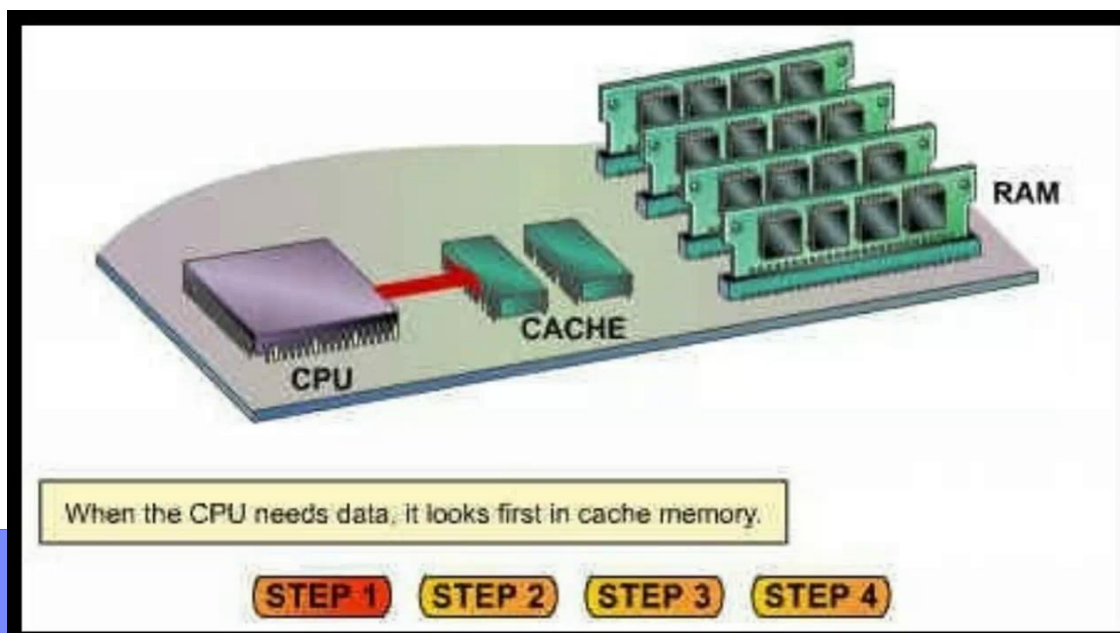 RAM
CACHE
CPU
When the CPU needs data, it looks first in cache memory.
STEP 1 STEP 2 STEP 3 STEP 4